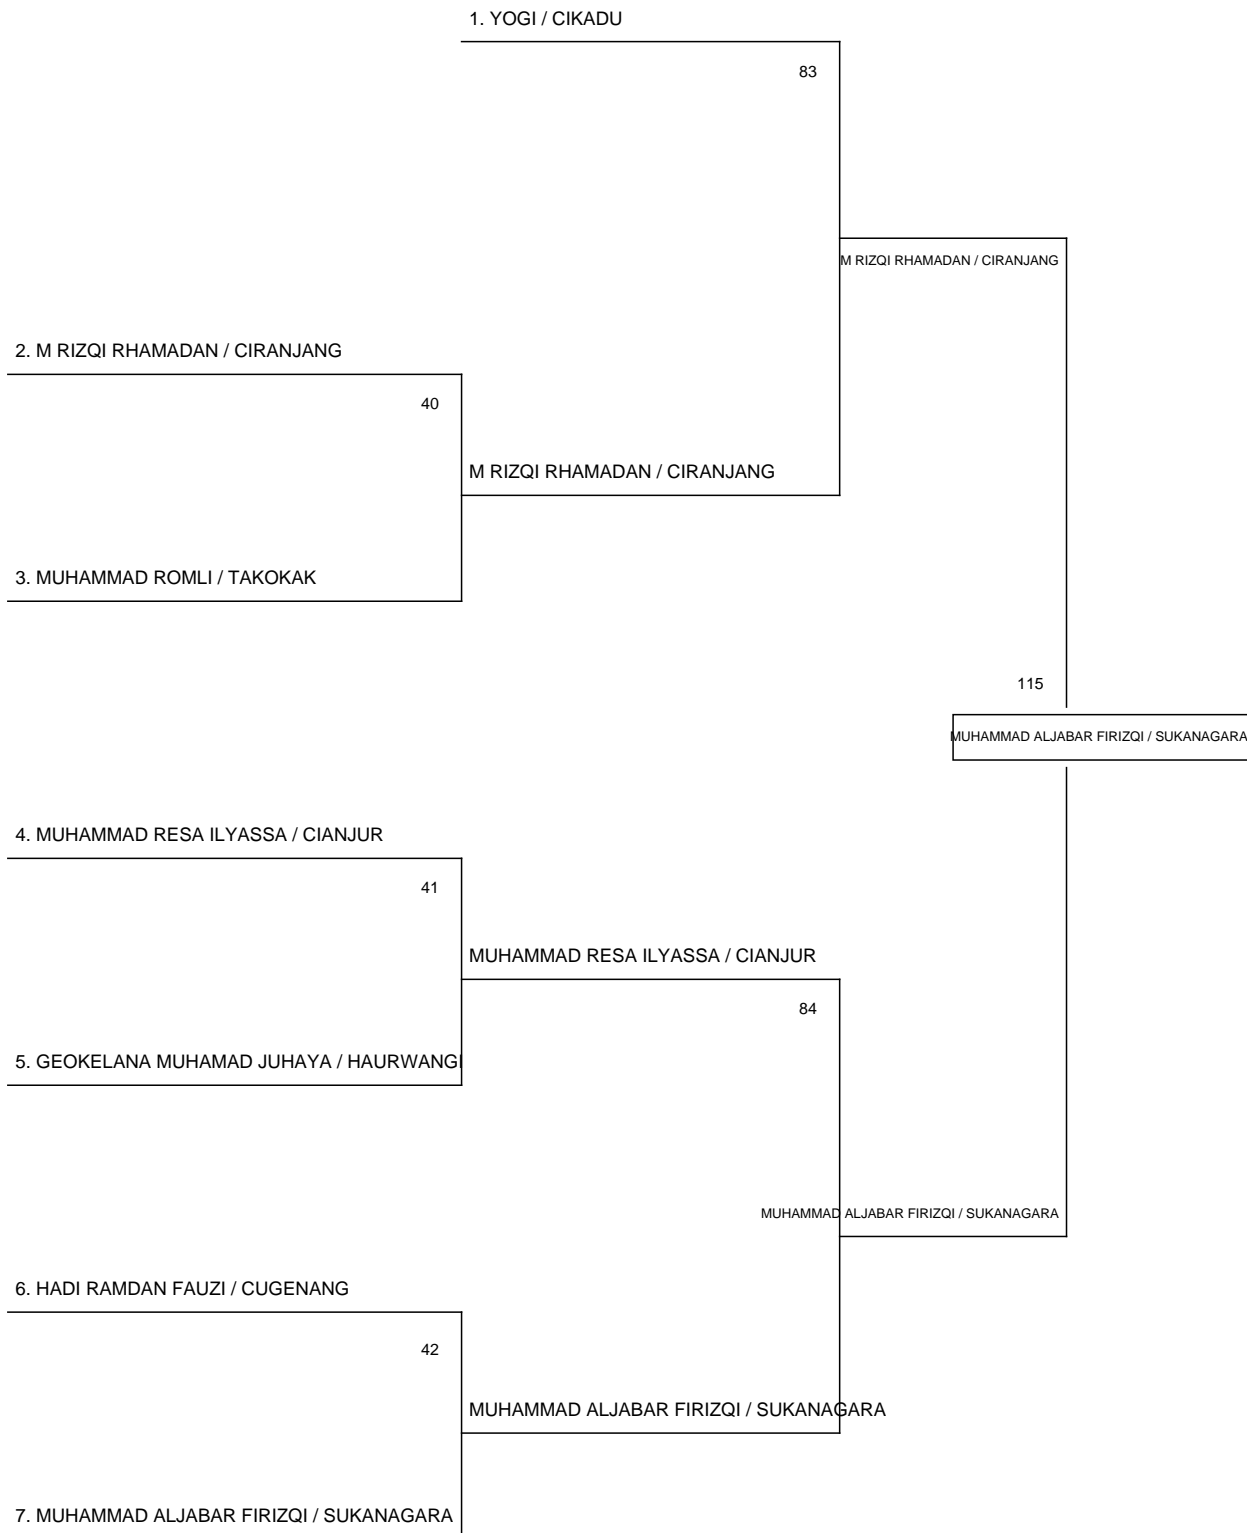 1. YOGI / CIKADU
83
M RIZQI RHAMADAN / CIRANJANG
2. M RIZQI RHAMADAN / CIRANJANG
40
M RIZQI RHAMADAN / CIRANJANG
3. MUHAMMAD ROMLI / TAKOKAK
115
MUHAMMAD ALJABAR FIRIZQI / SUKANAGARA
4. MUHAMMAD RESA ILYASSA / CIANJUR
41
MUHAMMAD RESA ILYASSA / CIANJUR
84
5. GEOKELANA MUHAMAD JUHAYA / HAURWANGI
MUHAMMAD ALJABAR FIRIZQI / SUKANAGARA
6. HADI RAMDAN FAUZI / CUGENANG
42
MUHAMMAD ALJABAR FIRIZQI / SUKANAGARA
7. MUHAMMAD ALJABAR FIRIZQI / SUKANAGARA